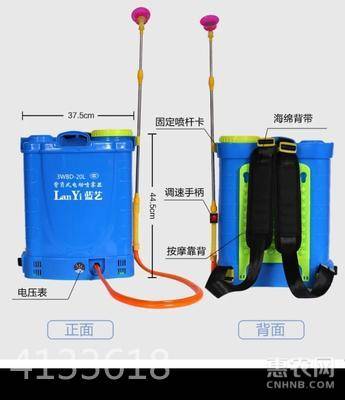 37.5cm
固定喷杆卡
海绵背带
3WBD-20L
背负式电动喷雾器
LanYi 蓝艺
44.5cm
调速手柄
按摩靠背
电压表
正面
背面
4133618
惠农网
CNHNB.COM